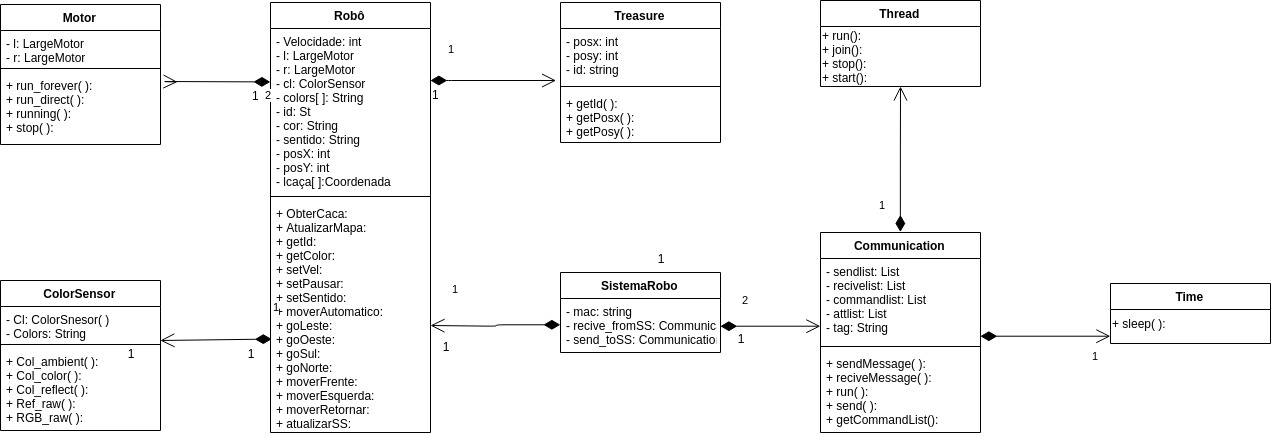 Motor
- l: LargeMotor
- r: LargeMotor
+ run_forever( ):
+ run_direct( ):
+ running( ):
+ stop( ):
1
2
Robô
- Velocidade: int
- l: LargeMotor
- r: LargeMotor
- cl: ColorSensor
- colors[ ]: String
- id: St
- cor: String
- sentido: String
- posX: int
- posY: int
- lcaça[ ]:Coordenada
+ ObterCaca:
+ AtualizarMapa:
+ getId:
+ getColor:
+ setVel:
+ setPausar:
+ setSentido:
+ moverAutomatico:
+ goLeste:
+ goOeste:
+ goSul:
+ goNorte:
+ moverFrente:
+ moverEsquerda:
+ moverRetornar:
+ atualizarSS:
1
1
1
Treasure
- posx: int
- posy: int
- id: string
+ getId( ):
+ getPosx( ):
+ getPosy( ):
Thread
+ run():
+ join():
+ stop():
+ start():
1
ColorSensor
- Cl: ColorSnesor( )
- Colors: String
+ Col_ambient( ):
+ Col_color( ):
+ Col_reflect( ):
+ Ref_raw( ):
+ RGB_raw( ):
1
1
1
1
1
SistemaRobo
- mac: string
- recive_fromSS: Communic
- send_toSS: Communicatio
2
1
Communication
- sendlist: List
- recivelist: List
- commandlist: List
- attlist: List
- tag: String
+ sendMessage( ):
+ reciveMessage( ):
+ run( ):
+ send( ):
+ getCommandList():
Time
+ sleep( ):
1